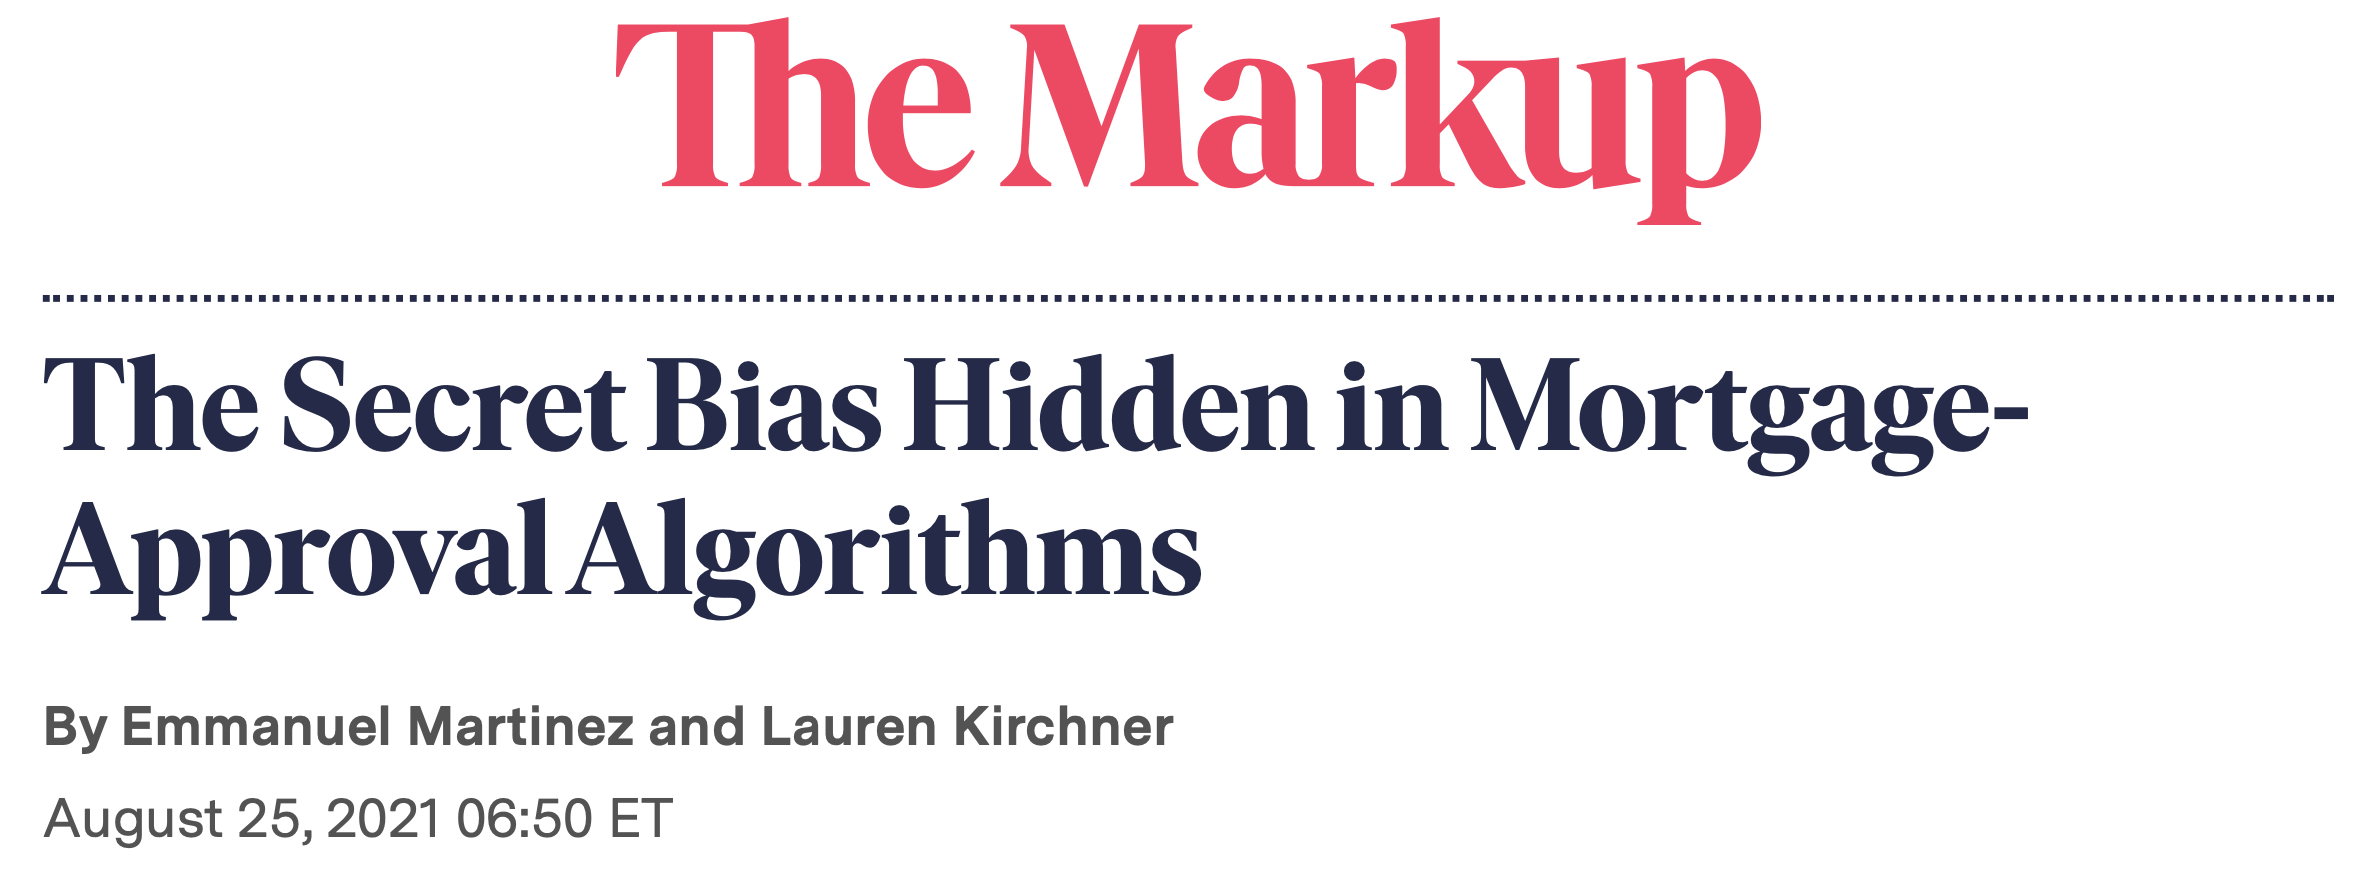 The Markup
The Secret Bias Hidden in Mortgage-
Approval Algorithms
By Emmanuel Martinez and Lauren Kirchner
August 25, 2021 06:50 ET